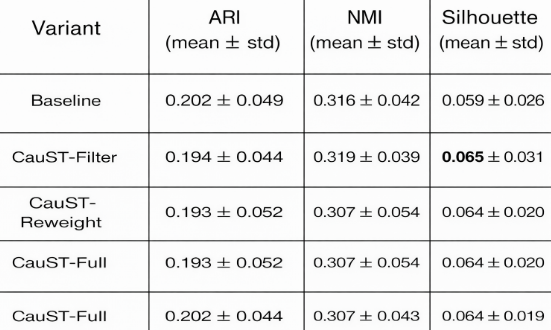 Variant ARI (mean ± std) NMI (mean ± std) Silhouette (mean ± std)
Baseline 0.202 ± 0.049 0.316 ± 0.042 0.059 ± 0.026
CauST-Filter 0.194 ± 0.044 0.319 ± 0.039 0.065 ± 0.031
CauST-Reweight 0.193 ± 0.052 0.307 ± 0.054 0.064 ± 0.020
CauST-Full 0.193 ± 0.052 0.307 ± 0.054 0.064 ± 0.020
CauST-Full 0.202 ± 0.044 0.307 ± 0.043 0.064 ± 0.019